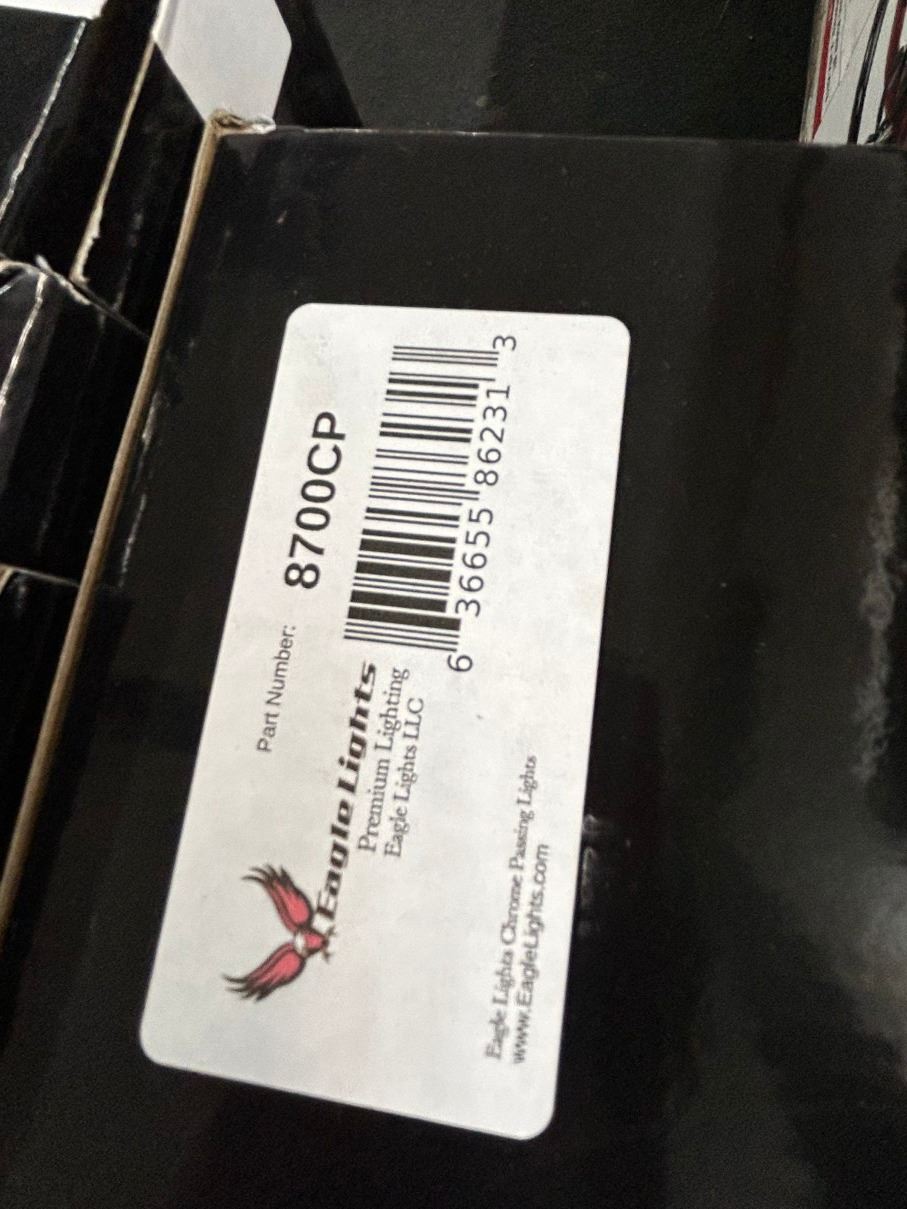 Part Number: 8700CP
Eagle Lights
Premium Lighting
Eagle Lights LLC
6 36655 86231 3
Eagle Lights Chrome Passing Lights
www.EagleLights.com